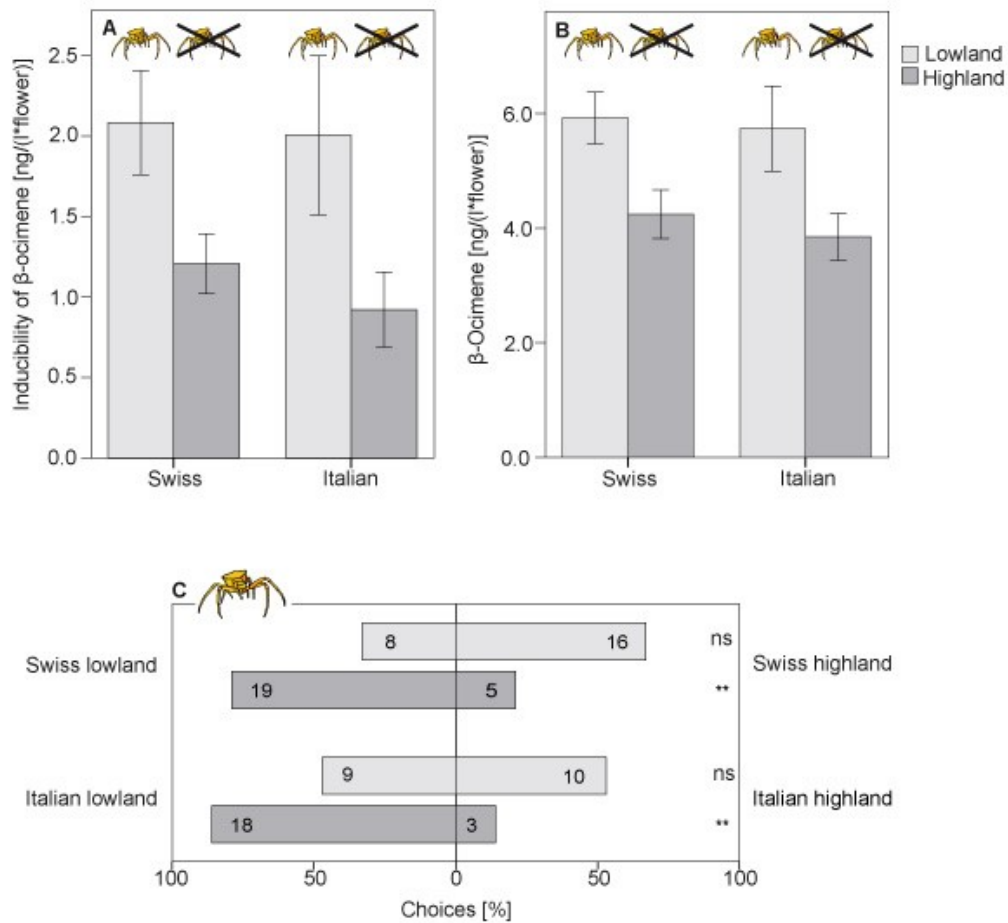 A
B
Lowland
Highland
Inducibility of β-ocimene [ng/(l*flower)]
2.5
2.0
1.5
1.0
0.5
0.0
Swiss
Italian
β-Ocimene [ng/(l*flower)]
6.0
4.0
2.0
0.0
Swiss
Italian
C
Swiss lowland
8
16
ns
Swiss highland
19
5
**
Italian lowland
9
10
ns
Italian highland
18
3
**
100
50
0
50
100
Choices [%]